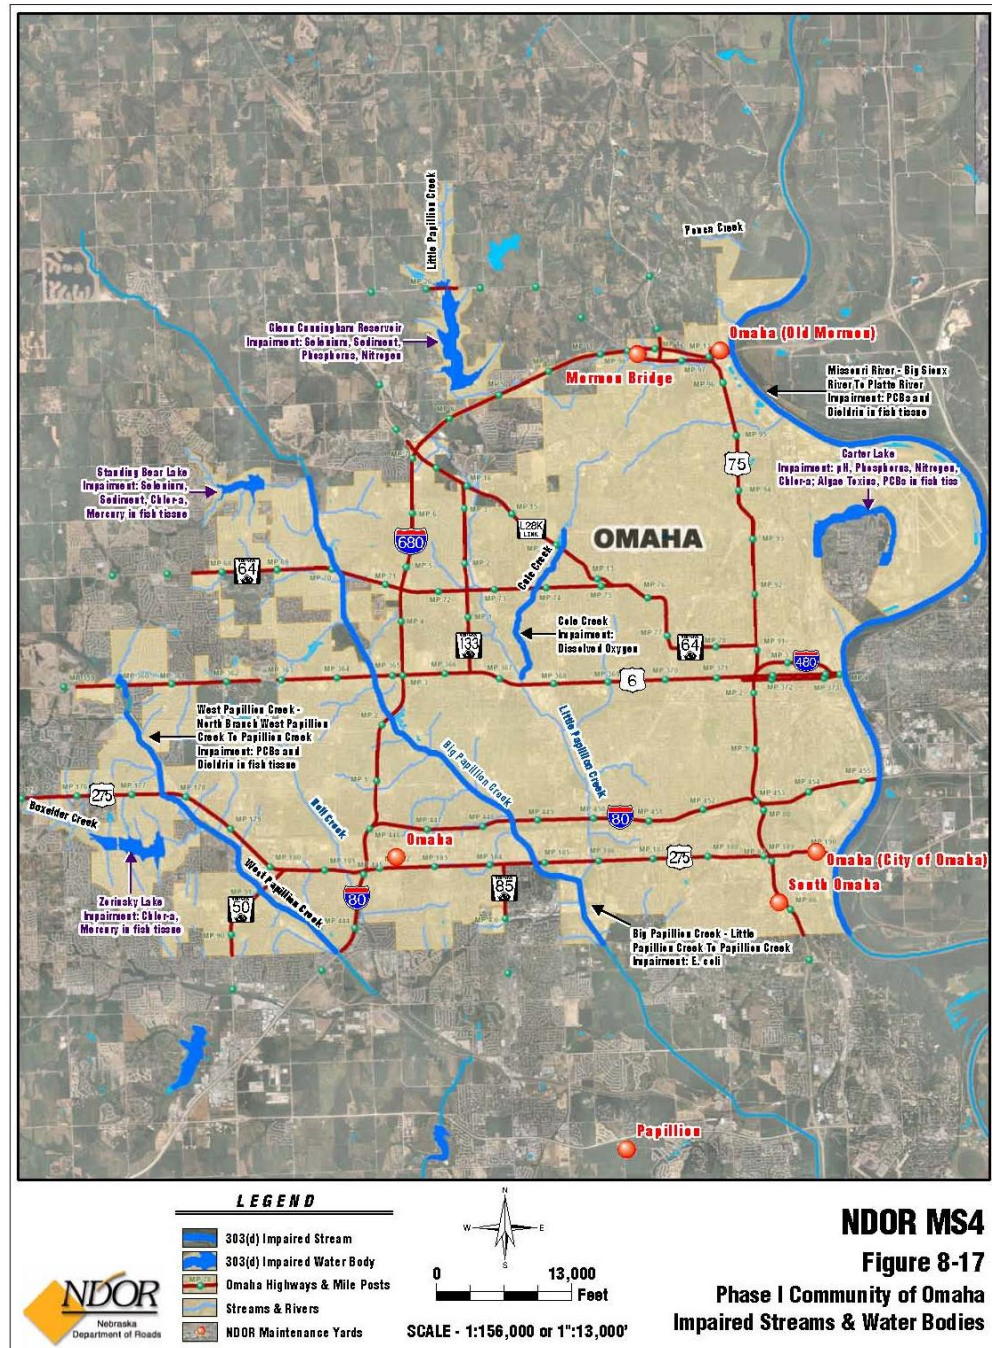 Little Papillion Creek
Ponca Creek
Glenn Cunningham Reservoir
Impairment: Selenium, Sediment,
Phosphorus, Nitrogen
Omaha (Old Mormon)
Mormon Bridge
Missouri River - Big Sioux
River To Platte River
Impairment: PCBs and
Dieldrin in fish tissue
Carter Lake
Impairment: pH, Phosphorus, Nitrogen,
Chlor-a; Algae Toxins, PCBs in fish tiss
75
Standing Bear Lake
Impairment: Selenium,
Sediment, Chlor-a,
Mercury in fish tissue
L28K
LINK
680
OMAHA
64
Cole Creek
Cole Creek
Impairment:
Dissolved Oxygen
133
64
480
6
West Papillion Creek -
North Branch West Papillion
Creek To Papillion Creek
Impairment: PCBs and
Dieldrin in fish tissue
Little Papillion Creek
Big Papillion Creek
275
Boxelder Creek
Hell Creek
80
Omaha
275
Omaha (City of Omaha)
South Omaha
West Papillion Creek
50
80
85
Zorinsky Lake
Impairment: Chlor-a,
Mercury in fish tissue
Big Papillion Creek - Little
Papillion Creek To Papillion Creek
Impairment: E. coli
Papillion
LEGEND
303(d) Impaired Stream
303(d) Impaired Water Body
Omaha Highways & Mile Posts
Streams & Rivers
NDOR Maintenance Yards
N
W
E
S
0
13,000
Feet
SCALE - 1:156,000 or 1":13,000'
NDOR
Nebraska
Department of Roads
NDOR MS4
Figure 8-17
Phase I Community of Omaha
Impaired Streams & Water Bodies